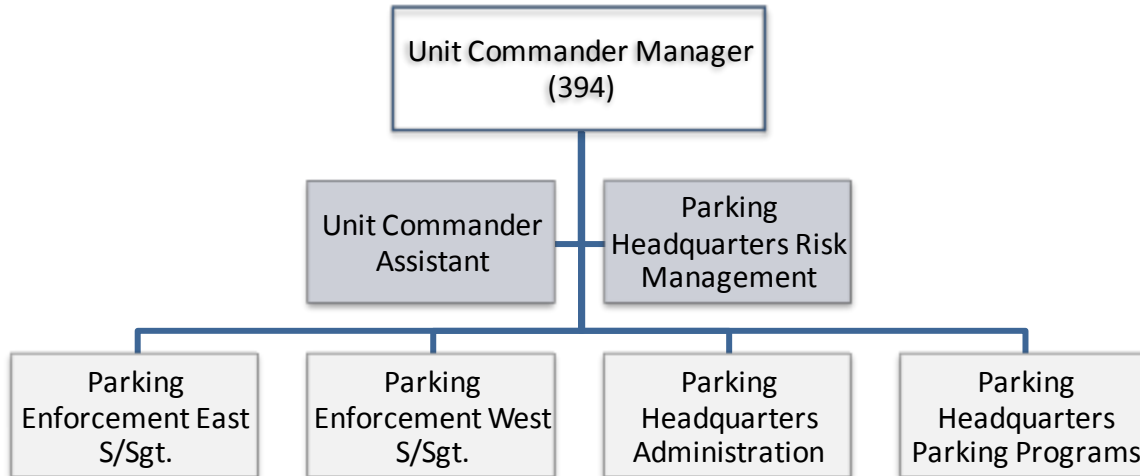 Unit Commander Manager
(394)
Unit Commander
Assistant
Parking
Headquarters Risk
Management
Parking
Enforcement East
S/Sgt.
Parking
Enforcement West
S/Sgt.
Parking
Headquarters
Administration
Parking
Headquarters
Parking Programs